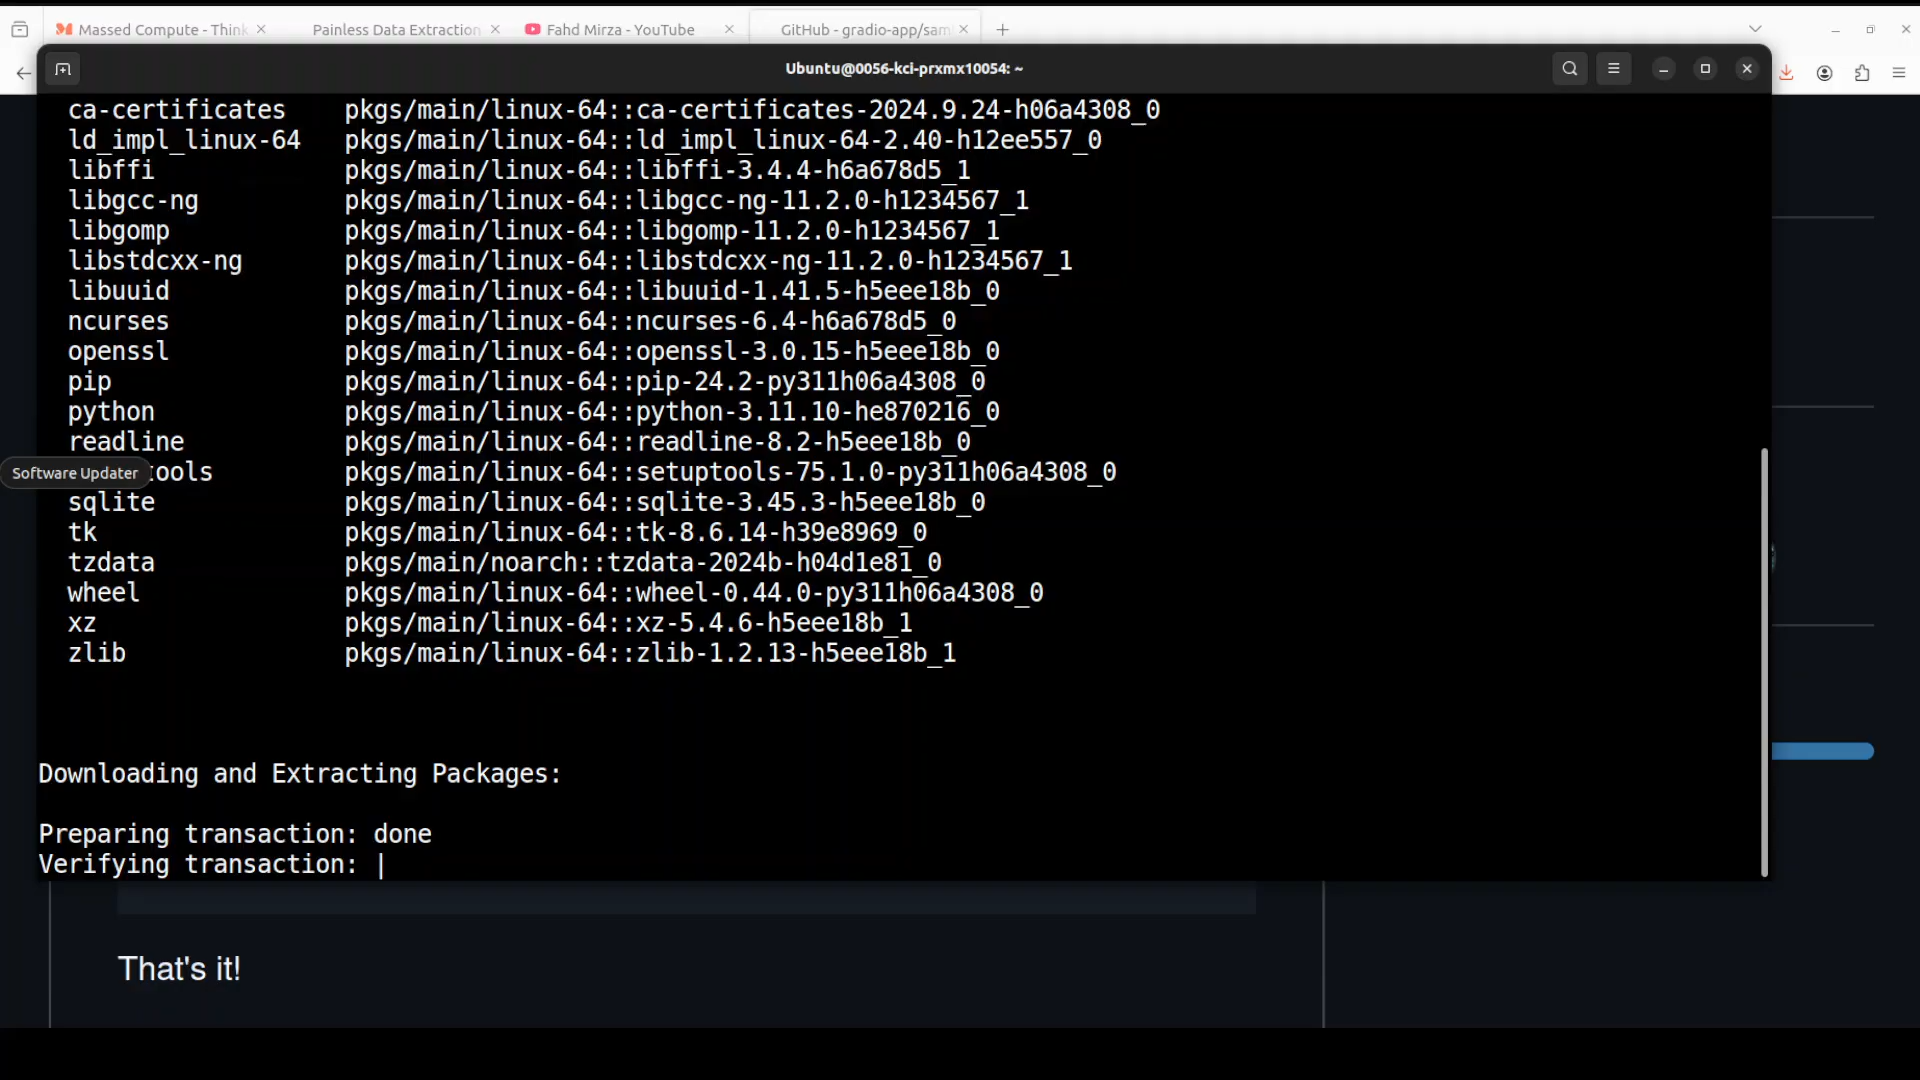 Massed Compute - Think
Painless Data Extraction
Fahd Mirza - YouTube
GitHub - gradio-app/sam
Ubuntu@0056-kci-prxmx10054: ~
ca-certificates pkgs/main/linux-64::ca-certificates-2024.9.24-h06a4308_0
ld_impl_linux-64 pkgs/main/linux-64::ld_impl_linux-64-2.40-h12ee557_0
libffi pkgs/main/linux-64::libffi-3.4.4-h6a678d5_1
libgcc-ng pkgs/main/linux-64::libgcc-ng-11.2.0-h1234567_1
libgomp pkgs/main/linux-64::libgomp-11.2.0-h1234567_1
libstdcxx-ng pkgs/main/linux-64::libstdcxx-ng-11.2.0-h1234567_1
libuuid pkgs/main/linux-64::libuuid-1.41.5-h5eee18b_0
ncurses pkgs/main/linux-64::ncurses-6.4-h6a678d5_0
openssl pkgs/main/linux-64::openssl-3.0.15-h5eee18b_0
pip pkgs/main/linux-64::pip-24.2-py311h06a4308_0
python pkgs/main/linux-64::python-3.11.10-he870216_0
readline pkgs/main/linux-64::readline-8.2-h5eee18b_0
Software Updater
tools pkgs/main/linux-64::setuptools-75.1.0-py311h06a4308_0
sqlite pkgs/main/linux-64::sqlite-3.45.3-h5eee18b_0
tk pkgs/main/linux-64::tk-8.6.14-h39e8969_0
tzdata pkgs/main/noarch::tzdata-2024b-h04d1e81_0
wheel pkgs/main/linux-64::wheel-0.44.0-py311h06a4308_0
xz pkgs/main/linux-64::xz-5.4.6-h5eee18b_1
zlib pkgs/main/linux-64::zlib-1.2.13-h5eee18b_1
Downloading and Extracting Packages:
Preparing transaction: done
Verifying transaction: |
That's it!